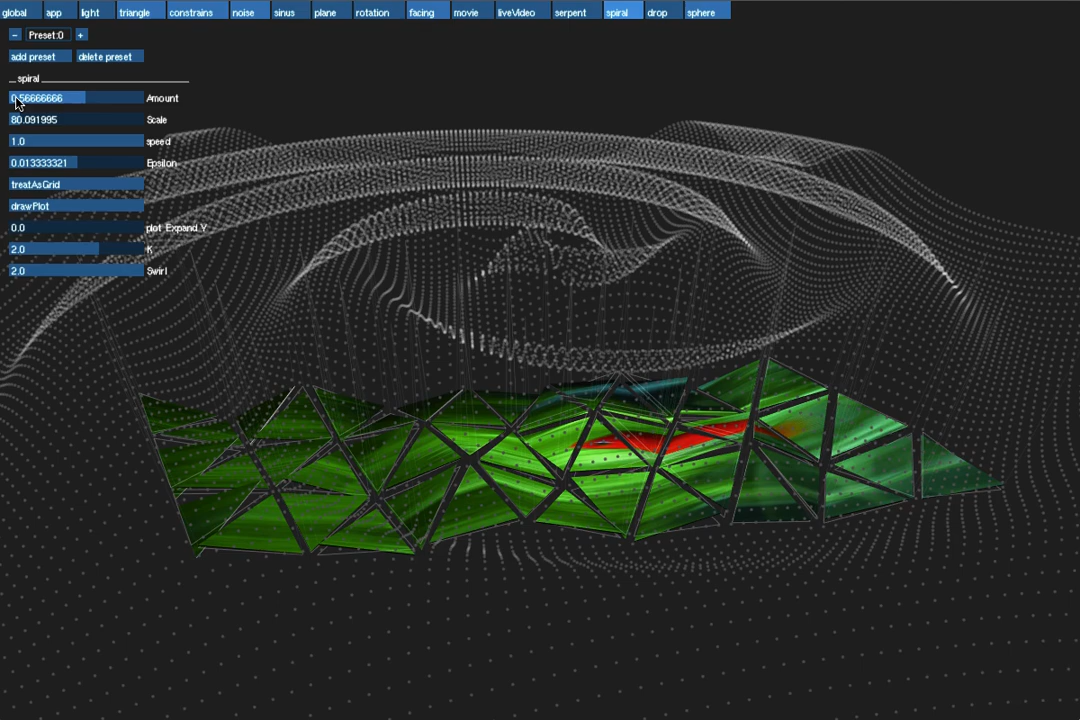 global app light triangle constrains noise sinus plane rotation facing movie liveVideo serpent spiral drop sphere
- Preset:0 +
add preset delete preset
spiral
0.56666666 Amount
80.091995 Scale
1.0 speed
0.013333321 Epsilon
treatAsGrid
drawPlot
0.0 plot Expand Y
2.0 K
2.0 Swirl